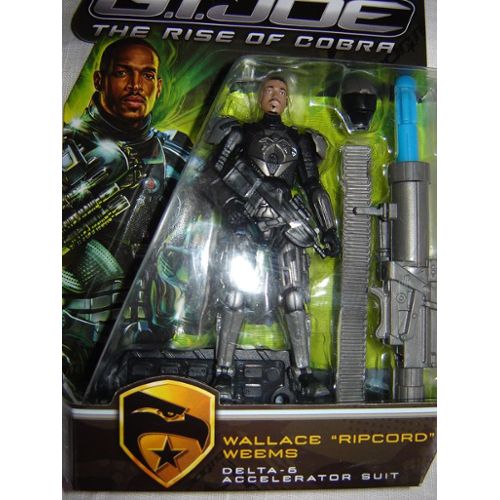 G.I. JOE
THE RISE OF COBRA
WALLACE "RIPCORD"
WEEMS
DELTA-6
ACCELERATOR SUIT